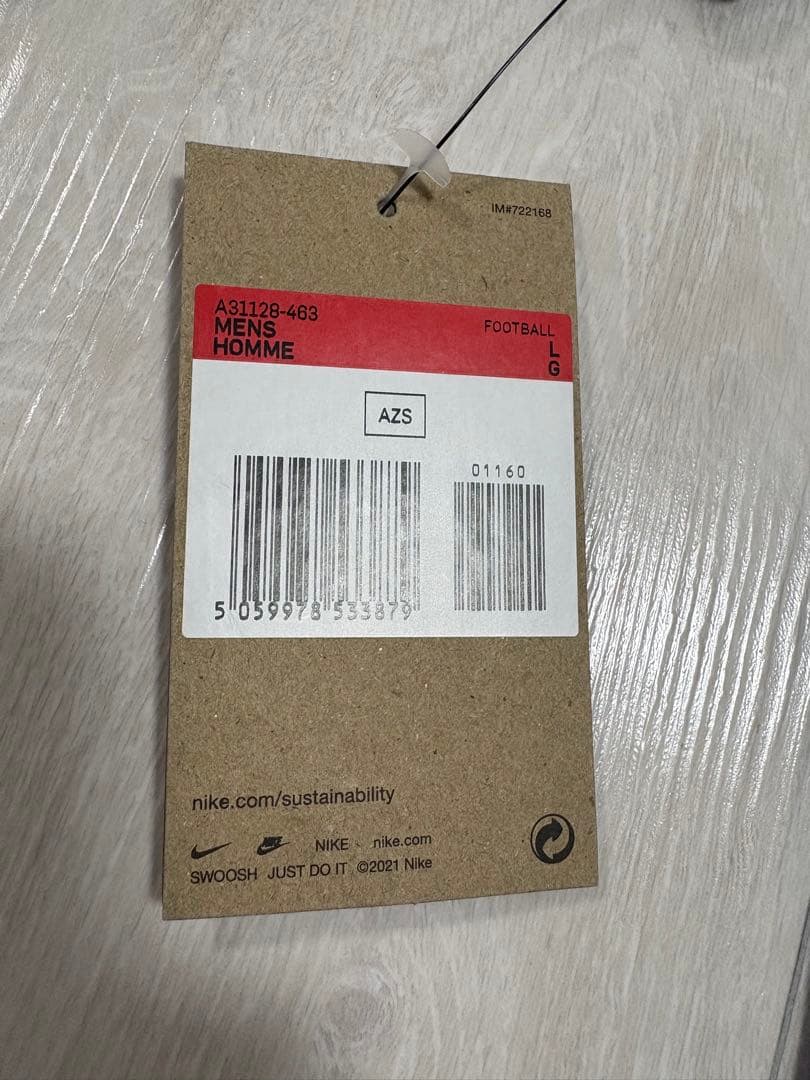 IM#722168
A31128-463
MENS
HOMME
FOOTBALL
L
G
AZS
01160
5 059978 533879
nike.com/sustainability
NIKE nike.com
SWOOSH JUST DO IT ©2021 Nike